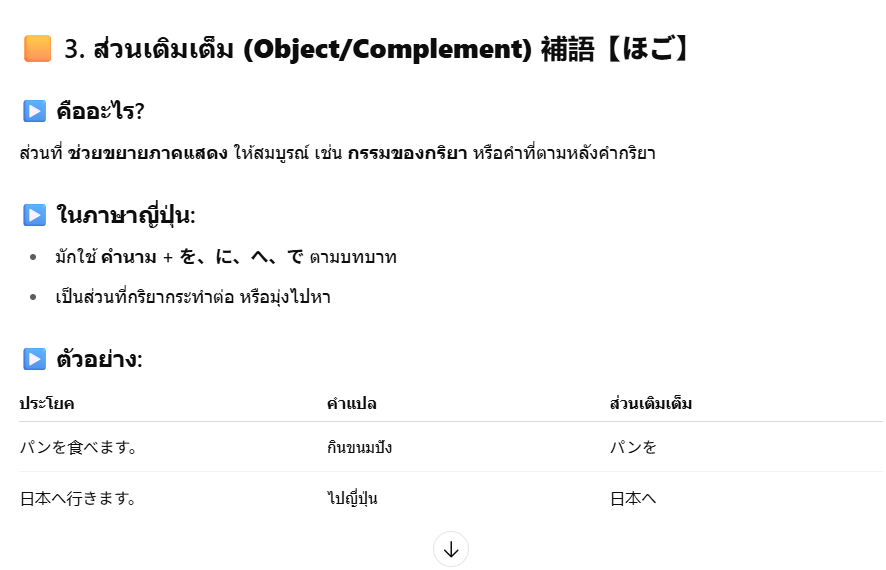 3. ส่วนเติมเต็ม (Object/Complement) 補語【ほご】
คืออะไร?
ส่วนที่ ช่วยขยายภาคแสดง ให้สมบูรณ์ เช่น กรรมของกริยา หรือคำที่ตามหลังคำกริยา
ในภาษาญี่ปุ่น:
• มักใช้ คำนาม + を、に、へ、で ตามบทบาท
• เป็นส่วนที่กริยากระทำต่อ หรือมุ่งไปหา
ตัวอย่าง:
ประโยค คำแปล ส่วนเติมเต็ม
パンを食べます。 กินขนมปัง パンを
日本へ行きます。 ไปญี่ปุ่น 日本へ